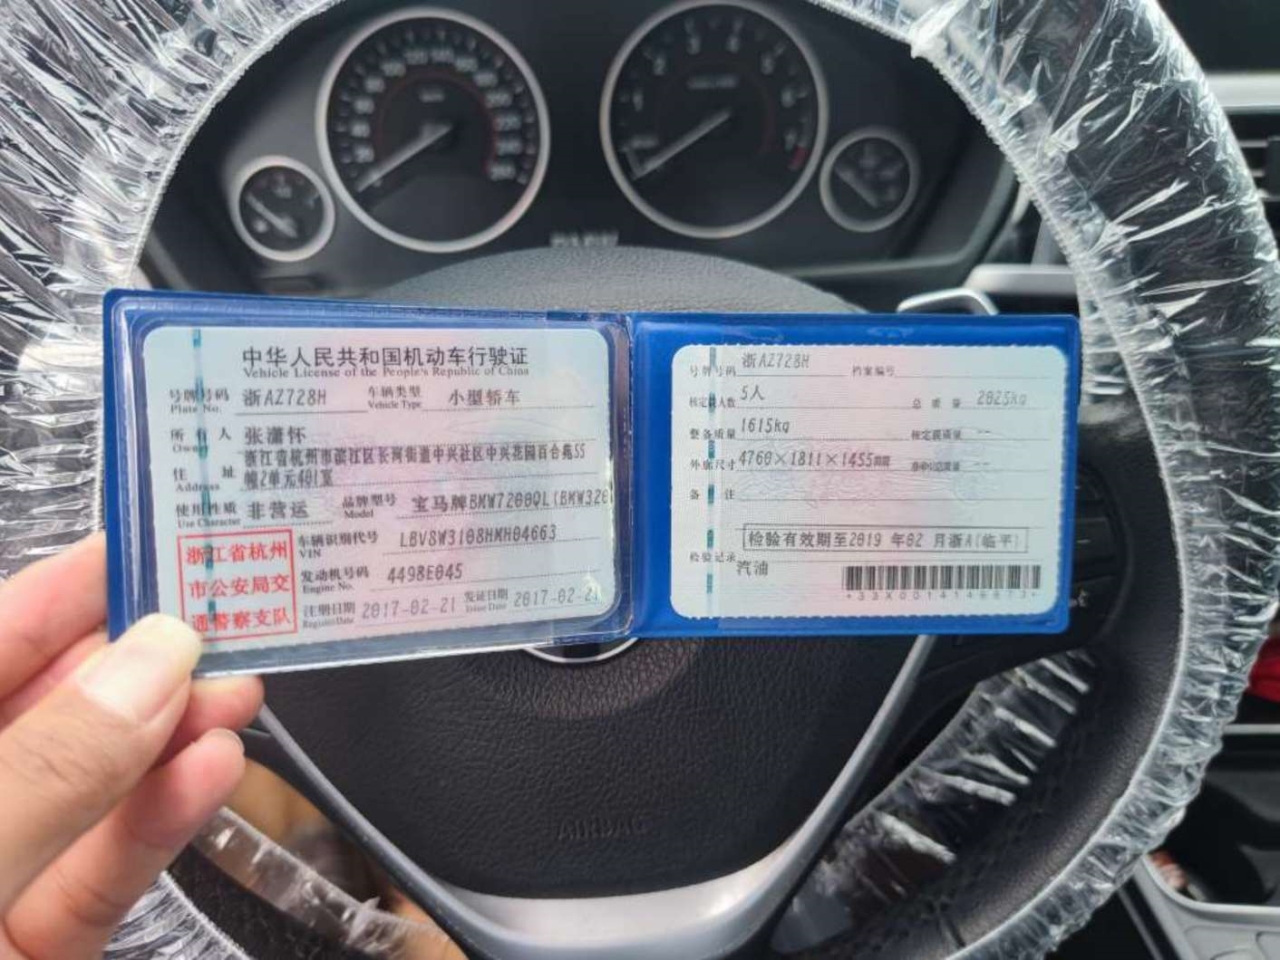 中华人民共和国机动车行驶证
Vehicle License of the People's Republic of China
号牌号码 浙AZ728H 车辆类型 小型轿车
Plate No. Vehicle Type
所有人 张潇怀
Owner
住址 浙江省杭州市滨江区长河街道中兴社区中兴花园百合苑55
Address 幢2单元401室
使用性质 非营运 品牌型号 宝马牌BMW7200QL(BMW320
Use Character Model
浙江省杭州
市公安局交
通警察支队
车辆识别代号 LBV8W3108HMH04663
VIN
发动机号码 4498E045
Engine No.
注册日期 2017-02-21 发证日期 2017-02-21
Register Date Issue Date
号牌号码 浙AZ728H 档案编号
核定载人数 5人 总质量 2025kg
整备质量 1615kg 核定载质量 --
外廓尺寸 4760×1811×1455mm --
备注
检验有效期至2019 年02 月浙A(临平)
检验记录
汽油
AIRBAG